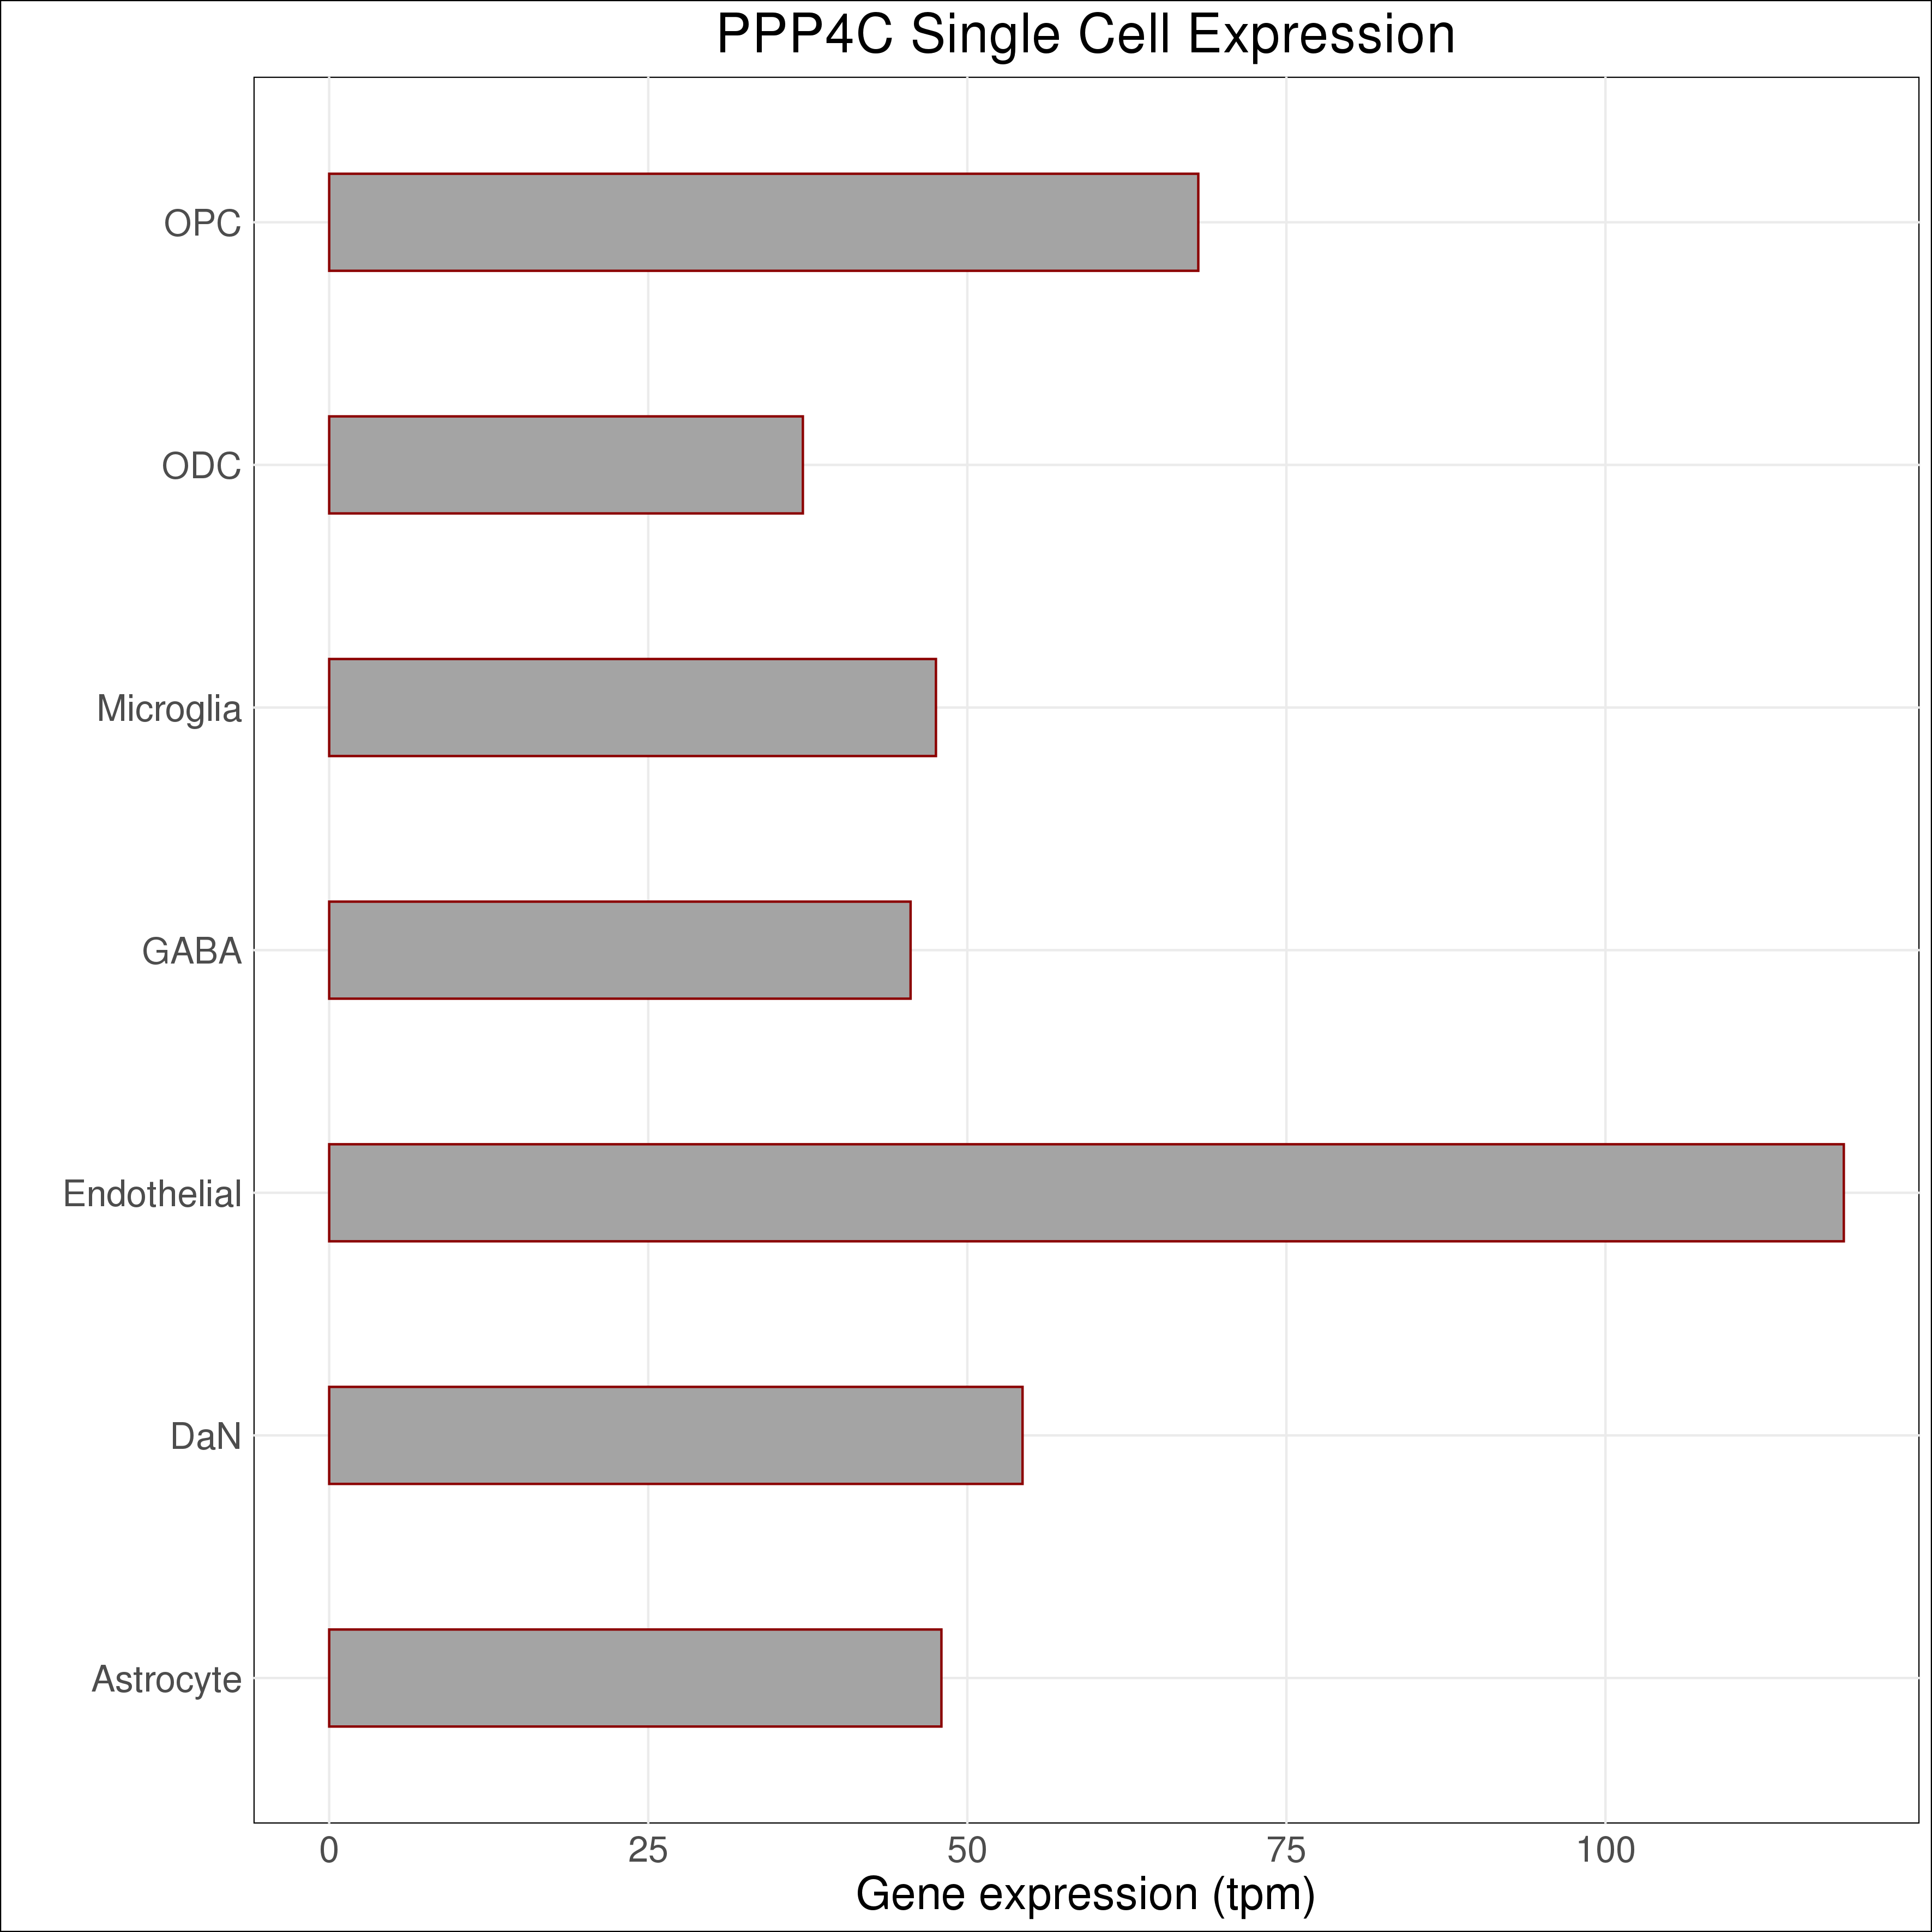 PPP4C Single Cell Expression
OPC
ODC
Microglia
GABA
Endothelial
DaN
Astrocyte
0 25 50 75 100
Gene expression (tpm)